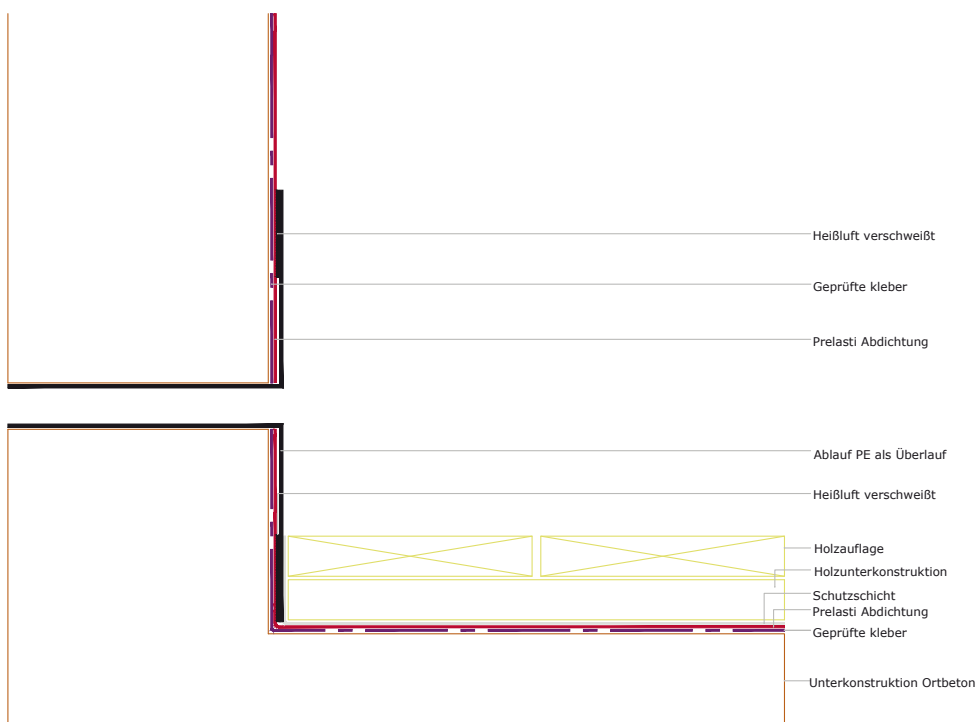 Heißluft verschweißt
Geprüfte kleber
Prelasti Abdichtung
Ablauf PE als Überlauf
Heißluft verschweißt
Holzauflage
Holzunterkonstruktion
Schutzschicht
Prelasti Abdichtung
Geprüfte kleber
Unterkonstruktion Ortbeton